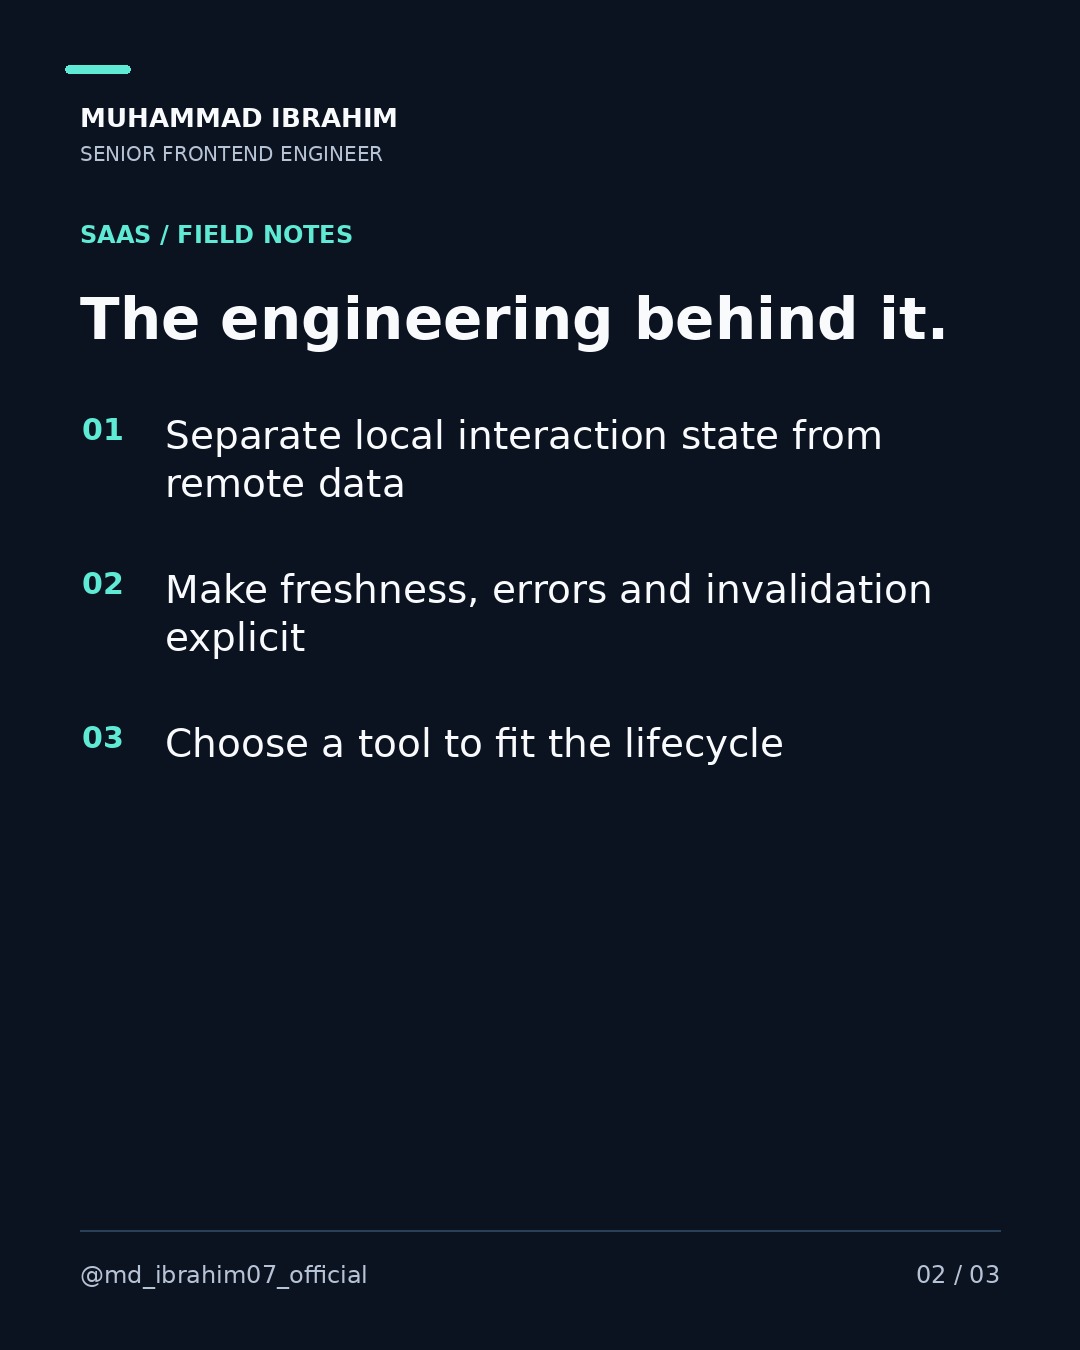 MUHAMMAD IBRAHIM
SENIOR FRONTEND ENGINEER
SAAS / FIELD NOTES
The engineering behind it.
01 Separate local interaction state from
remote data
02 Make freshness, errors and invalidation
explicit
03 Choose a tool to fit the lifecycle
@md_ibrahim07_official 02 / 03